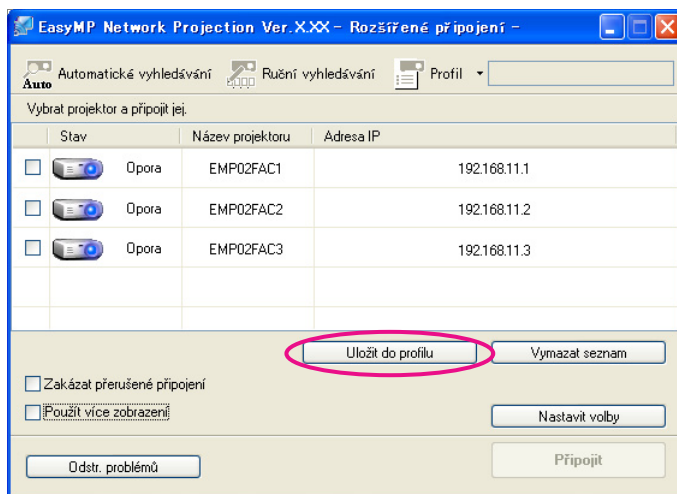 EasyMP Network Projection Ver.X.XX – Rozšířené připojení –
Auto Automatické vyhledávání Ruční vyhledávání Profil
Vybrat projektor a připojit jej.
Stav Název projektoru Adresa IP
Opora EMP02FAC1 192.168.11.1
Opora EMP02FAC2 192.168.11.2
Opora EMP02FAC3 192.168.11.3
Uložit do profilu Vymazat seznam
Zakázat přerušené připojení
Použít více zobrazení
Nastavit volby
Odstr. problémů Připojit